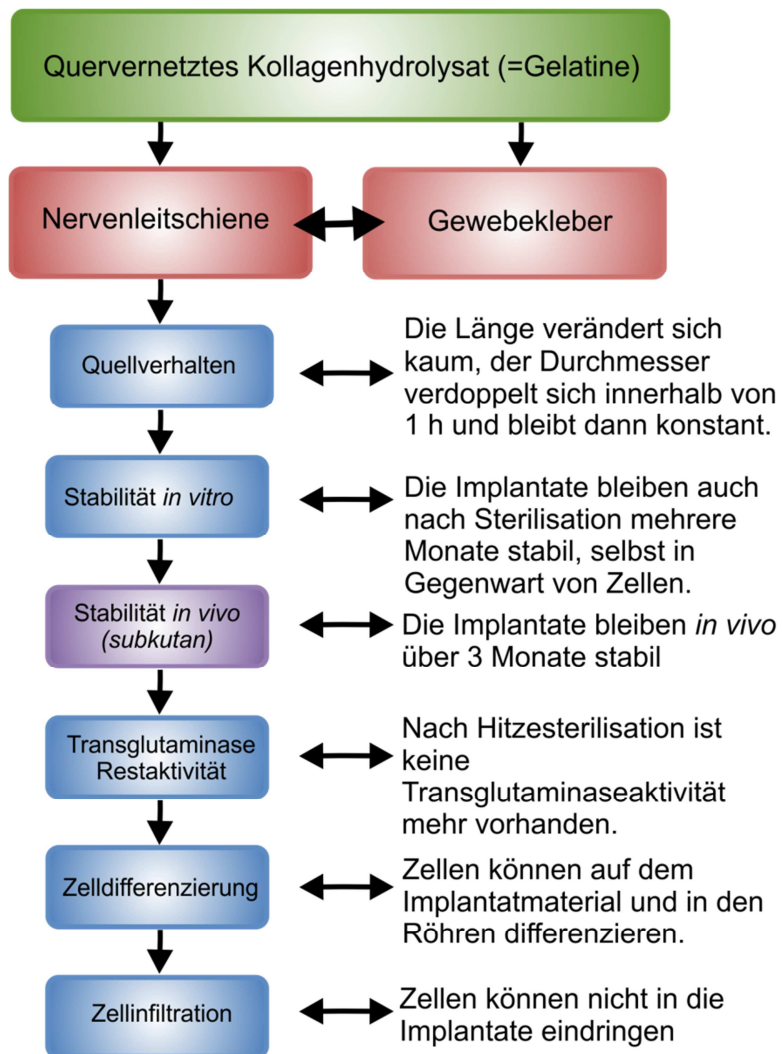 Quervernetztes Kollagenhydrolysat (=Gelatine)
Nervenleitschiene
Gewebekleber
Quellverhalten
Die Länge verändert sich
kaum, der Durchmesser
verdoppelt sich innerhalb von
1 h und bleibt dann konstant.
Stabilität in vitro
Die Implantate bleiben auch
nach Sterilisation mehrere
Monate stabil, selbst in
Gegenwart von Zellen.
Stabilität in vivo
(subkutan)
Die Implantate bleiben in vivo
über 3 Monate stabil
Transglutaminase
Restaktivität
Nach Hitzesterilisation ist
keine
Transglutaminaseaktivität
mehr vorhanden.
Zelldifferenzierung
Zellen können auf dem
Implantatmaterial und in den
Röhren differenzieren.
Zellinfiltration
Zellen können nicht in die
Implantate eindringen